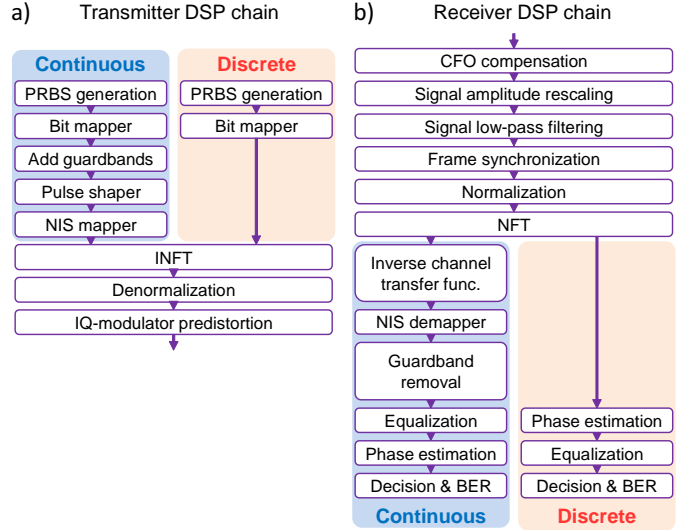 a) Transmitter DSP chain
Continuous
Discrete
PRBS generation
PRBS generation
Bit mapper
Bit mapper
Add guardbands
Pulse shaper
NIS mapper
INFT
Denormalization
IQ-modulator predistortion
b) Receiver DSP chain
CFO compensation
Signal amplitude rescaling
Signal low-pass filtering
Frame synchronization
Normalization
NFT
Inverse channel
transfer func.
NIS demapper
Guardband
removal
Equalization
Phase estimation
Phase estimation
Equalization
Decision & BER
Decision & BER
Continuous
Discrete